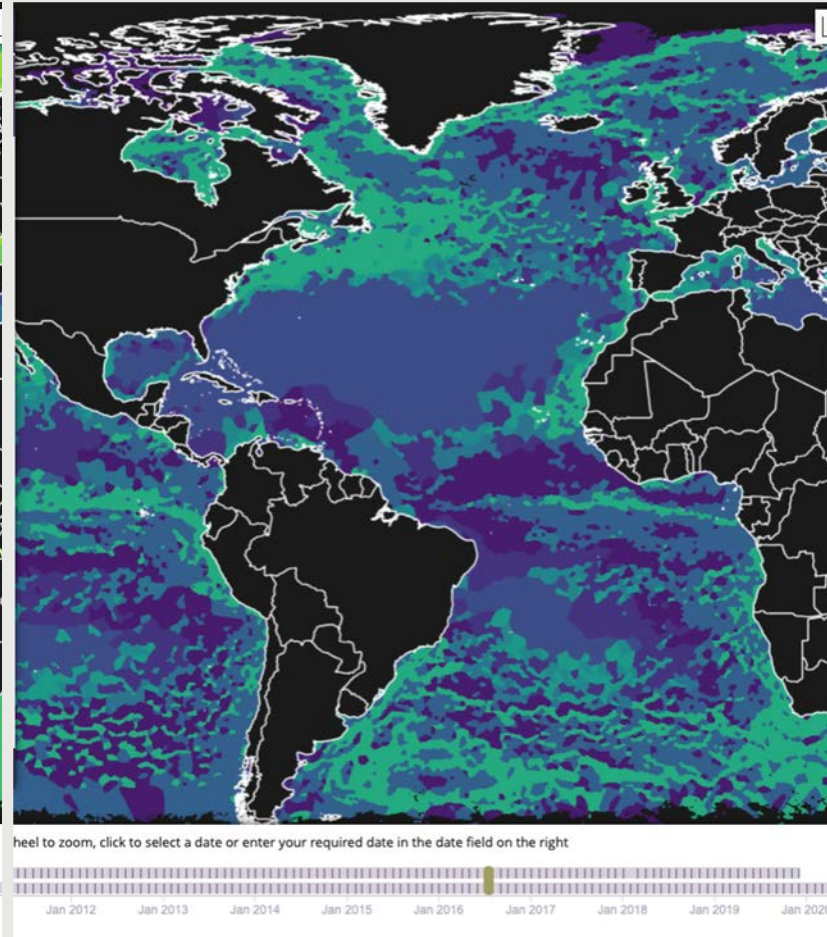 heel to zoom, click to select a date or enter your required date in the date field on the right
Jan 2012 Jan 2013 Jan 2014 Jan 2015 Jan 2016 Jan 2017 Jan 2018 Jan 2019 Jan 2020